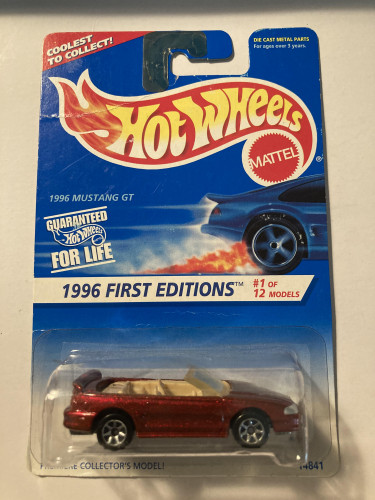 COOLEST
TO COLLECT!
DIE CAST METAL PARTS
For ages over 3 years.
HOT WHEELS
®
MATTEL
1996 MUSTANG GT
GUARANTEED
Hot Wheels
FOR LIFE
1996 FIRST EDITIONS™
#1 OF
12 MODELS
COLLECTOR'S MODEL!